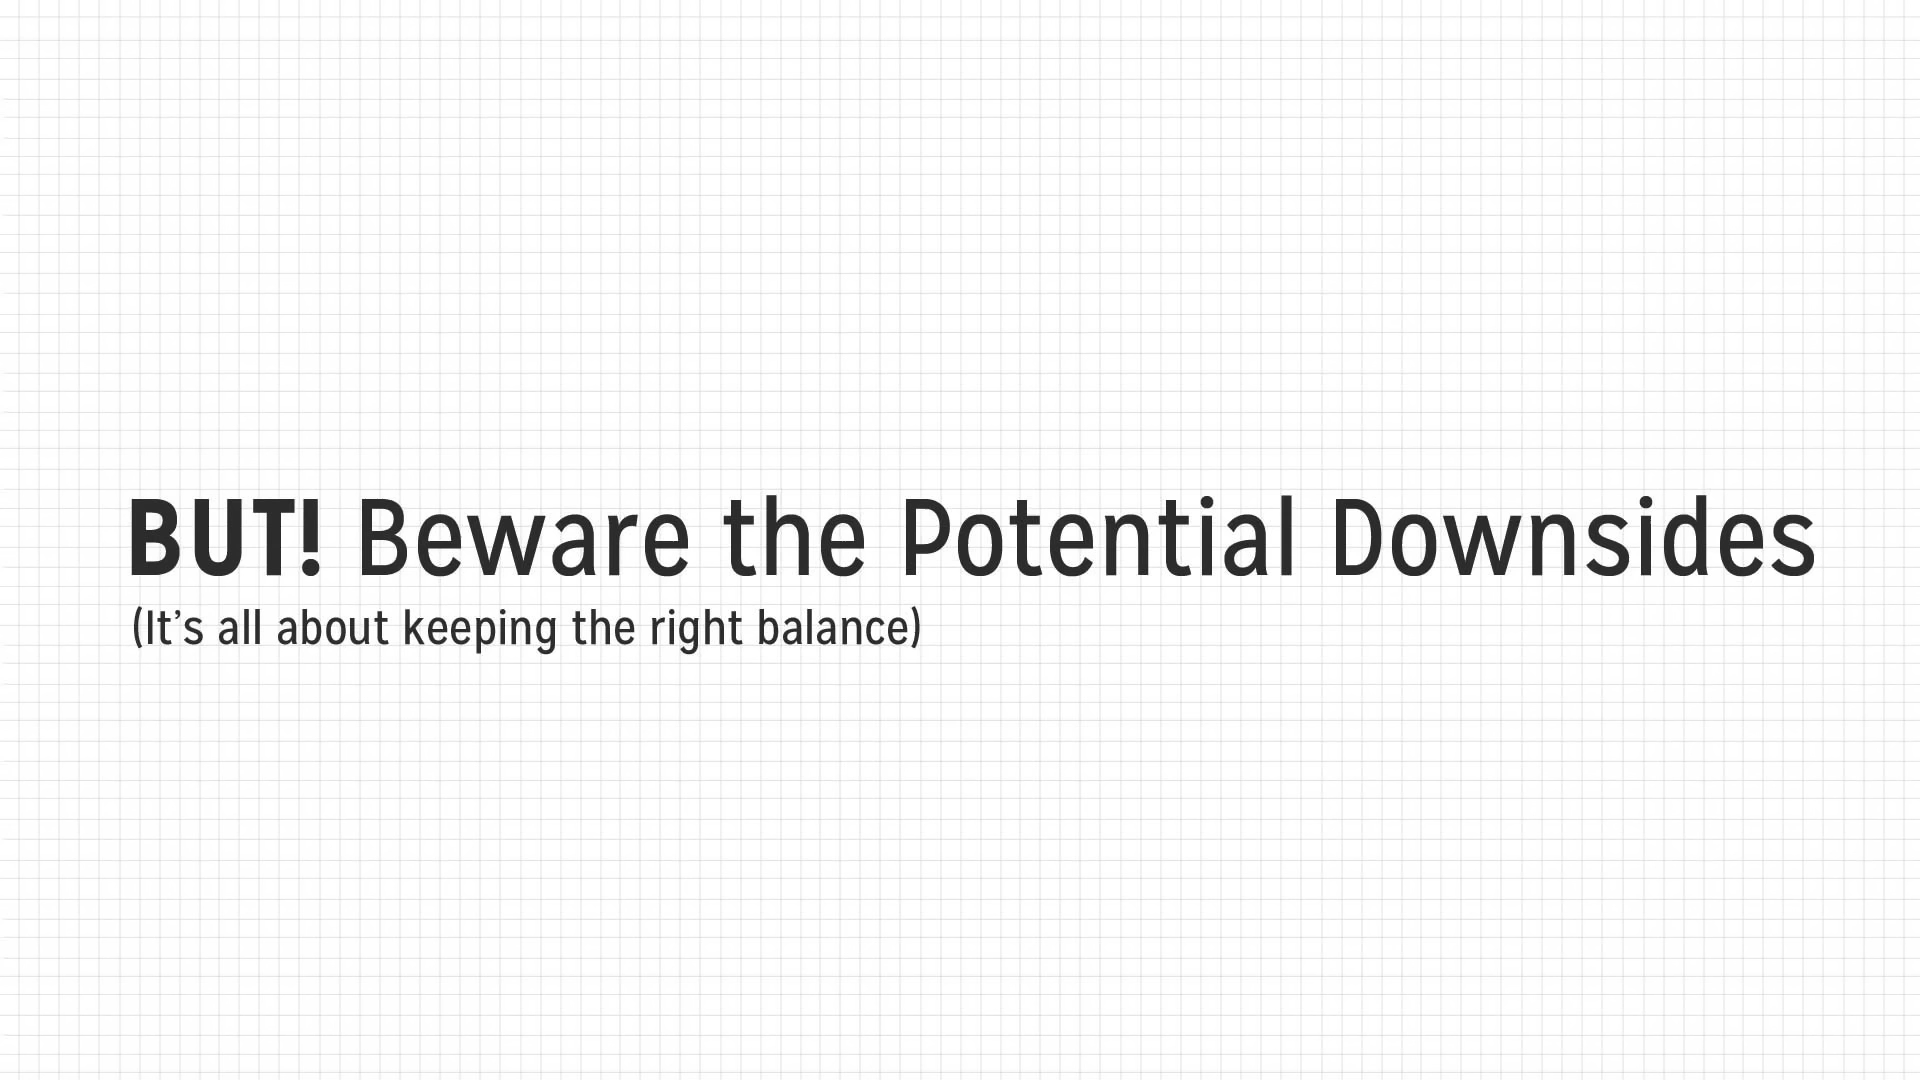 BUT! Beware the Potential Downsides
(It’s all about keeping the right balance)